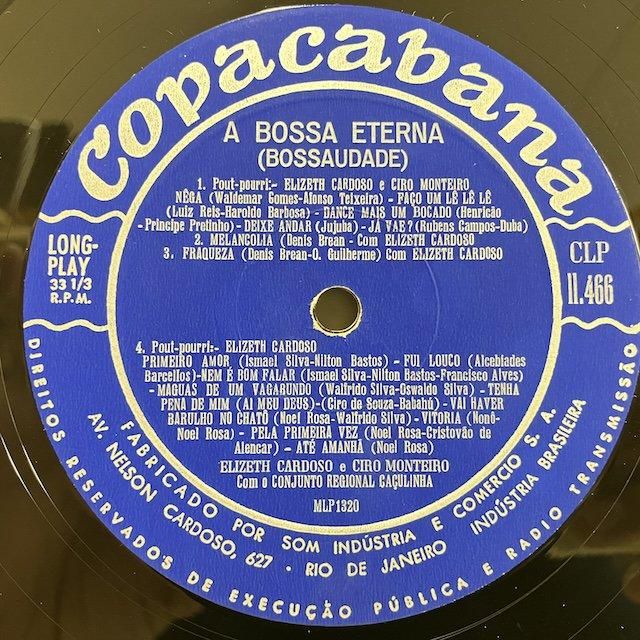 Copacabana
A BOSSA ETERNA
(BOSSAUDADE)
1. Pout-pourri:- ELIZETH CARDOSO e CIRO MONTEIRO
NÊGA (Waldemar Gomes-Afonso Teixeira) - FAÇO UM LÊ LÊ LÊ
(Luiz Reis-Haroldo Barbosa) - DANCE MAIS UM BOCADO (Henricão
-Principe Pretinho) - DEIXE ANDAR (Jujuba) - JÁ VAE? (Rubens Campos-Duba)
2. MELANCOLIA (Denis Brean - Com ELIZETH CARDOSO
3. FRAQUEZA (Denis Brean-O. Guilherme) Com ELIZETH CARDOSO
LONG-
PLAY
33 1/3
R.P.M.
CLP
11.466
4. Pout-pourri:- ELIZETH CARDOSO
PRIMEIRO AMOR (Ismael Silva-Nilton Bastos) - FUI LOUCO (Alcebiades
Barcellos)-NEM É BOM FALAR (Ismael Silva-Nilton Bastos-Francisco Alves)
- MAGUAS DE UM VAGABUNDO (Walfrido Silva-Oswaldo Silva) - TENHA
PENA DE MIM (AI MEU DEUS)-(Ciro de Souza-Babahú) - VAI HAVER
BARULHO NO CHATÔ (Noel Rosa-Walfrido Silva) - VITORIA (Nonô-
Noel Rosa) - PELA PRIMEIRA VEZ (Noel Rosa-Cristovão de
Alencar) - ATÉ AMANHÃ (Noel Rosa)
ELIZETH CARDOSO e CIRO MONTEIRO
Com o CONJUNTO REGIONAL CAÇULINHA
MLP1320
FABRICADO POR SOM INDÚSTRIA E COMERCIO S. A.
AV. NELSON CARDOSO, 627 · RIO DE JANEIRO INDÚSTRIA BRASILEIRA
DIREITOS RESERVADOS DE EXECUÇÃO PÚBLICA E RADIO TRANSMISSÃO